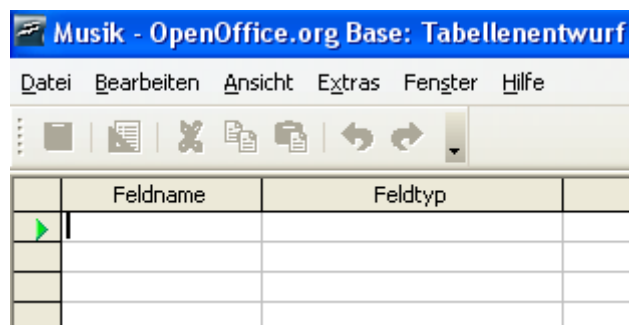 Musik - OpenOffice.org Base: Tabellenentwurf
Datei Bearbeiten Ansicht Extras Fenster Hilfe
Feldname Feldtyp